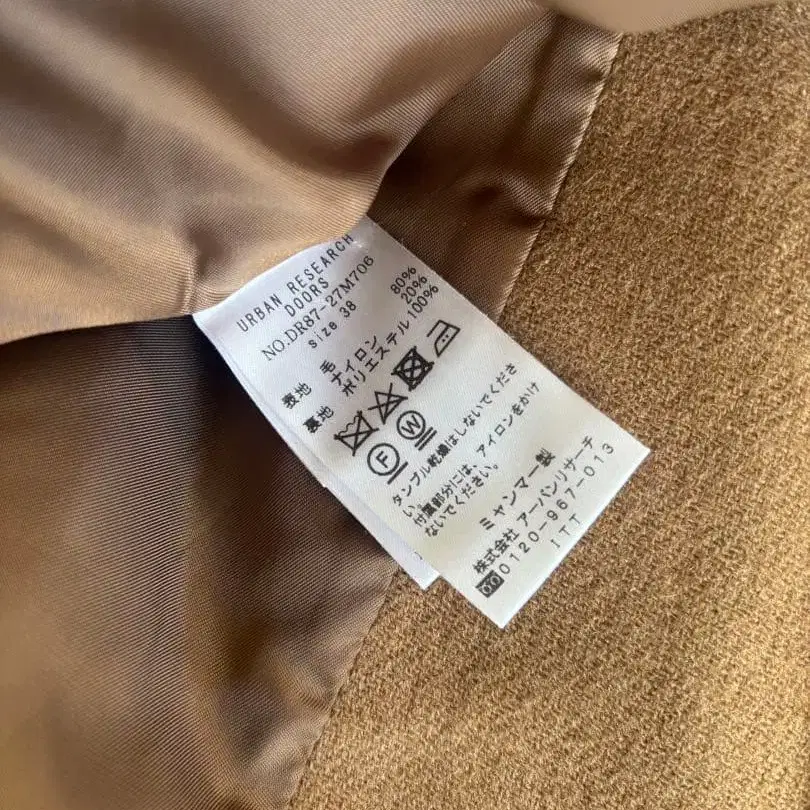 URBAN RESEARCH
DOORS
NO.DR87-27M706
size 38
表地 毛 80%
ナイロン 20%
裏地 ポリエステル 100%
F W
タンブル乾燥はしないでくださ
い。
付属部分には、アイロンをかけ
ないでください。
ミャンマー製
株式会社 アーバンリサーチ
0120-967-013
ITT